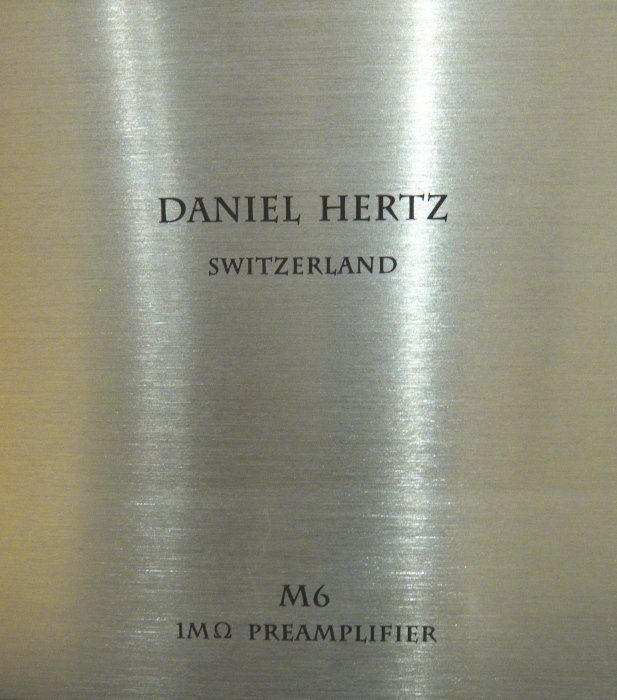 DANIEL HERTZ
SWITZERLAND
M6
1MΩ PREAMPLIFIER